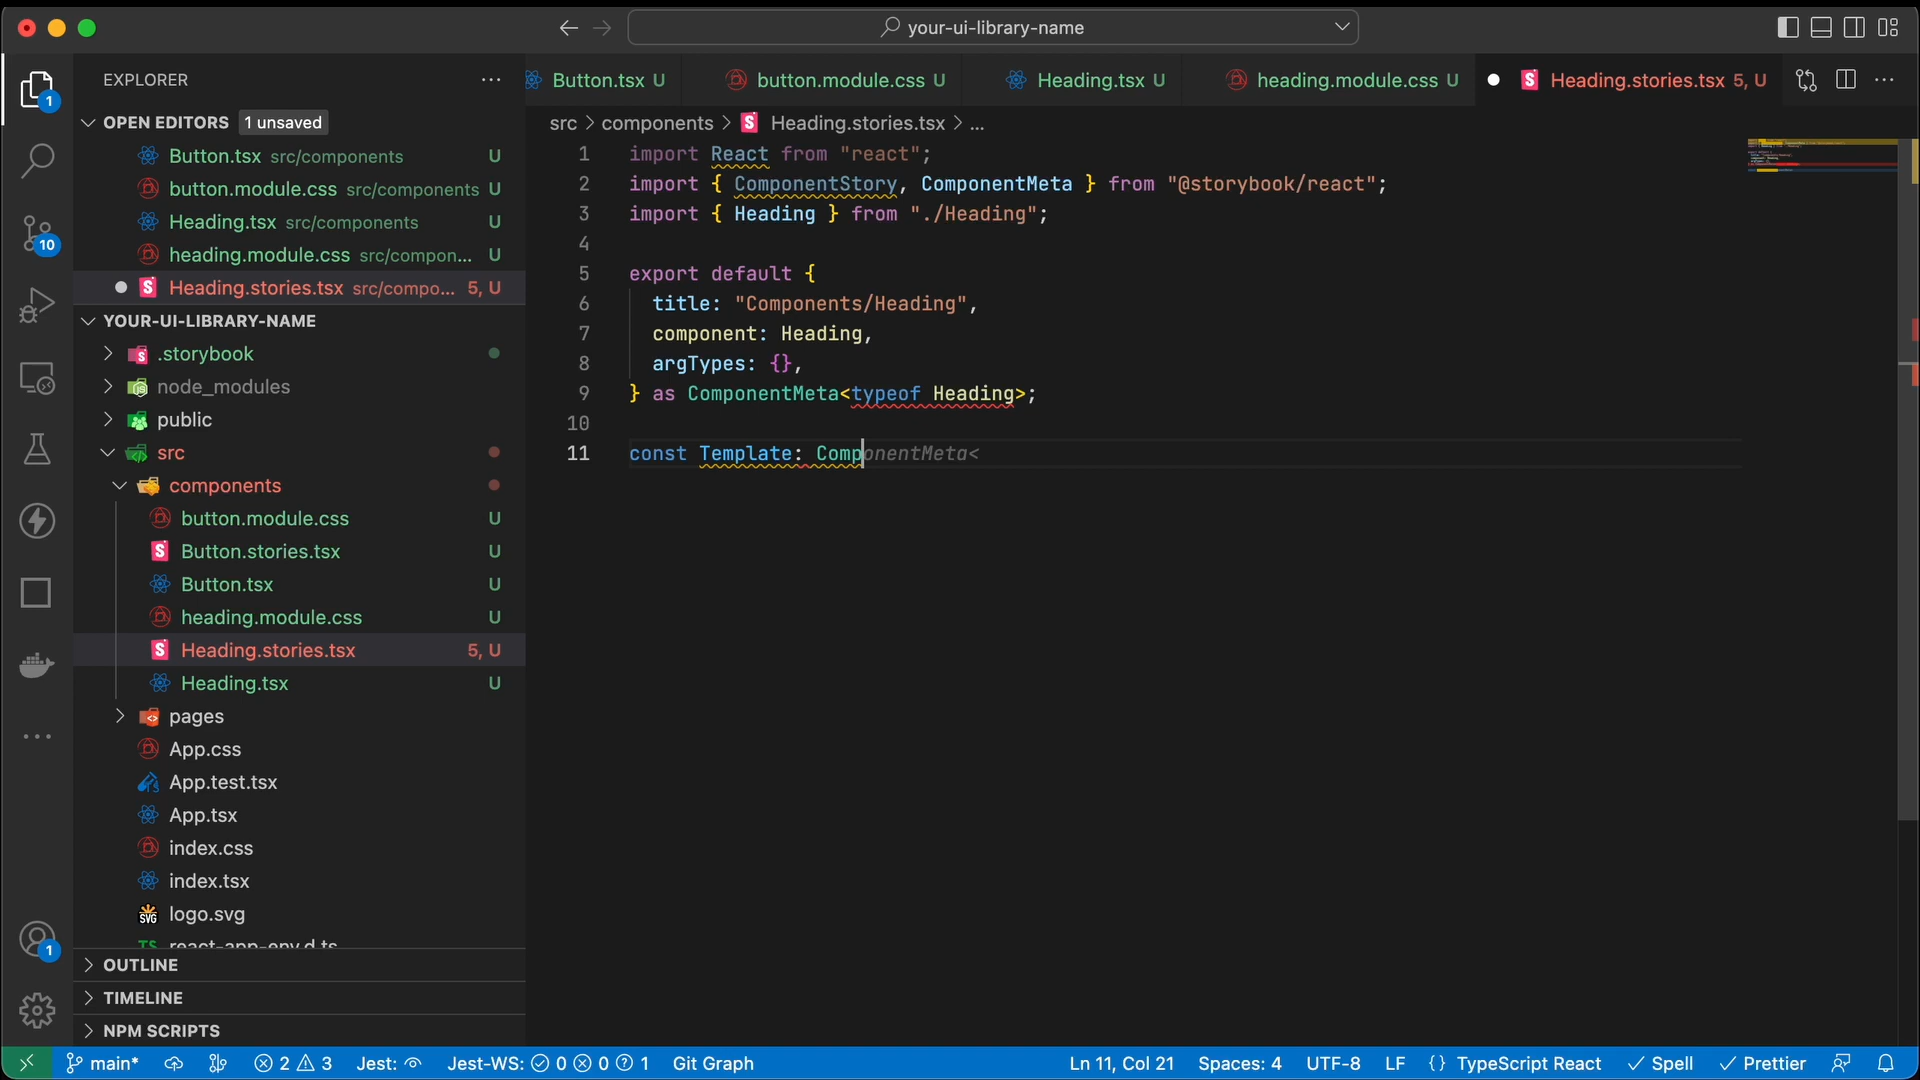 your-ui-library-name
EXPLORER
Button.tsx U
button.module.css U
Heading.tsx U
heading.module.css U
Heading.stories.tsx 5, U
OPEN EDITORS 1 unsaved
Button.tsx src/components U
button.module.css src/components U
Heading.tsx src/components U
heading.module.css src/compon... U
Heading.stories.tsx src/compo... 5, U
YOUR-UI-LIBRARY-NAME
.storybook
node_modules
public
src
components
button.module.css U
Button.stories.tsx U
Button.tsx U
heading.module.css U
Heading.stories.tsx 5, U
Heading.tsx U
pages
App.css
App.test.tsx
App.tsx
index.css
index.tsx
logo.svg
react-app-env.d.ts
OUTLINE
TIMELINE
NPM SCRIPTS
1
10
1
src > components > Heading.stories.tsx > ...
1 import React from "react";
2 import { ComponentStory, ComponentMeta } from "@storybook/react";
3 import { Heading } from "./Heading";
4
5 export default {
6 title: "Components/Heading",
7 component: Heading,
8 argTypes: {},
9 } as ComponentMeta<typeof Heading>;
10
11 const Template: ComponentMeta<
main* 2 3 Jest: Jest-WS: 0 0 1 Git Graph Ln 11, Col 21 Spaces: 4 UTF-8 LF {} TypeScript React Spell Prettier